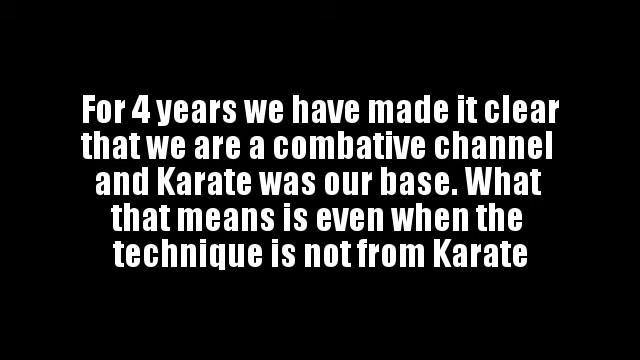 For 4 years we have made it clear
that we are a combative channel
and Karate was our base. What
that means is even when the
technique is not from Karate